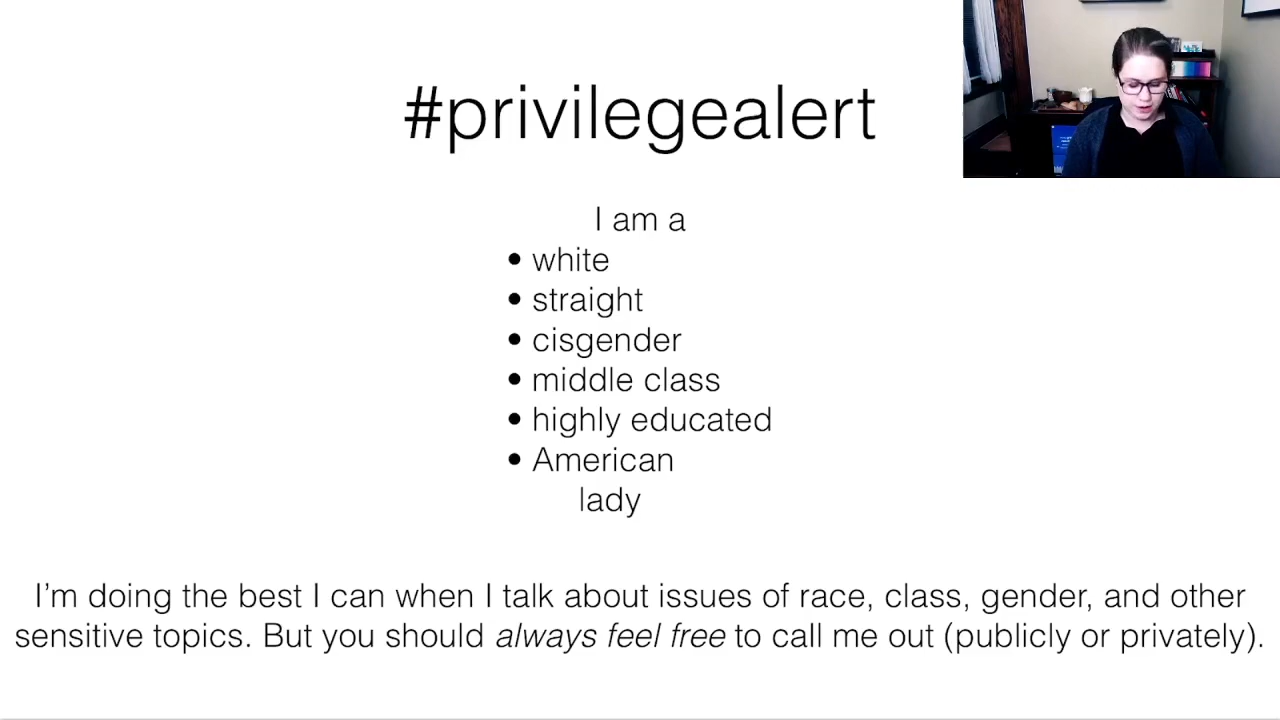 #privilegealert
I am a
• white
• straight
• cisgender
• middle class
• highly educated
• American
lady
I'm doing the best I can when I talk about issues of race, class, gender, and other
sensitive topics. But you should always feel free to call me out (publicly or privately).